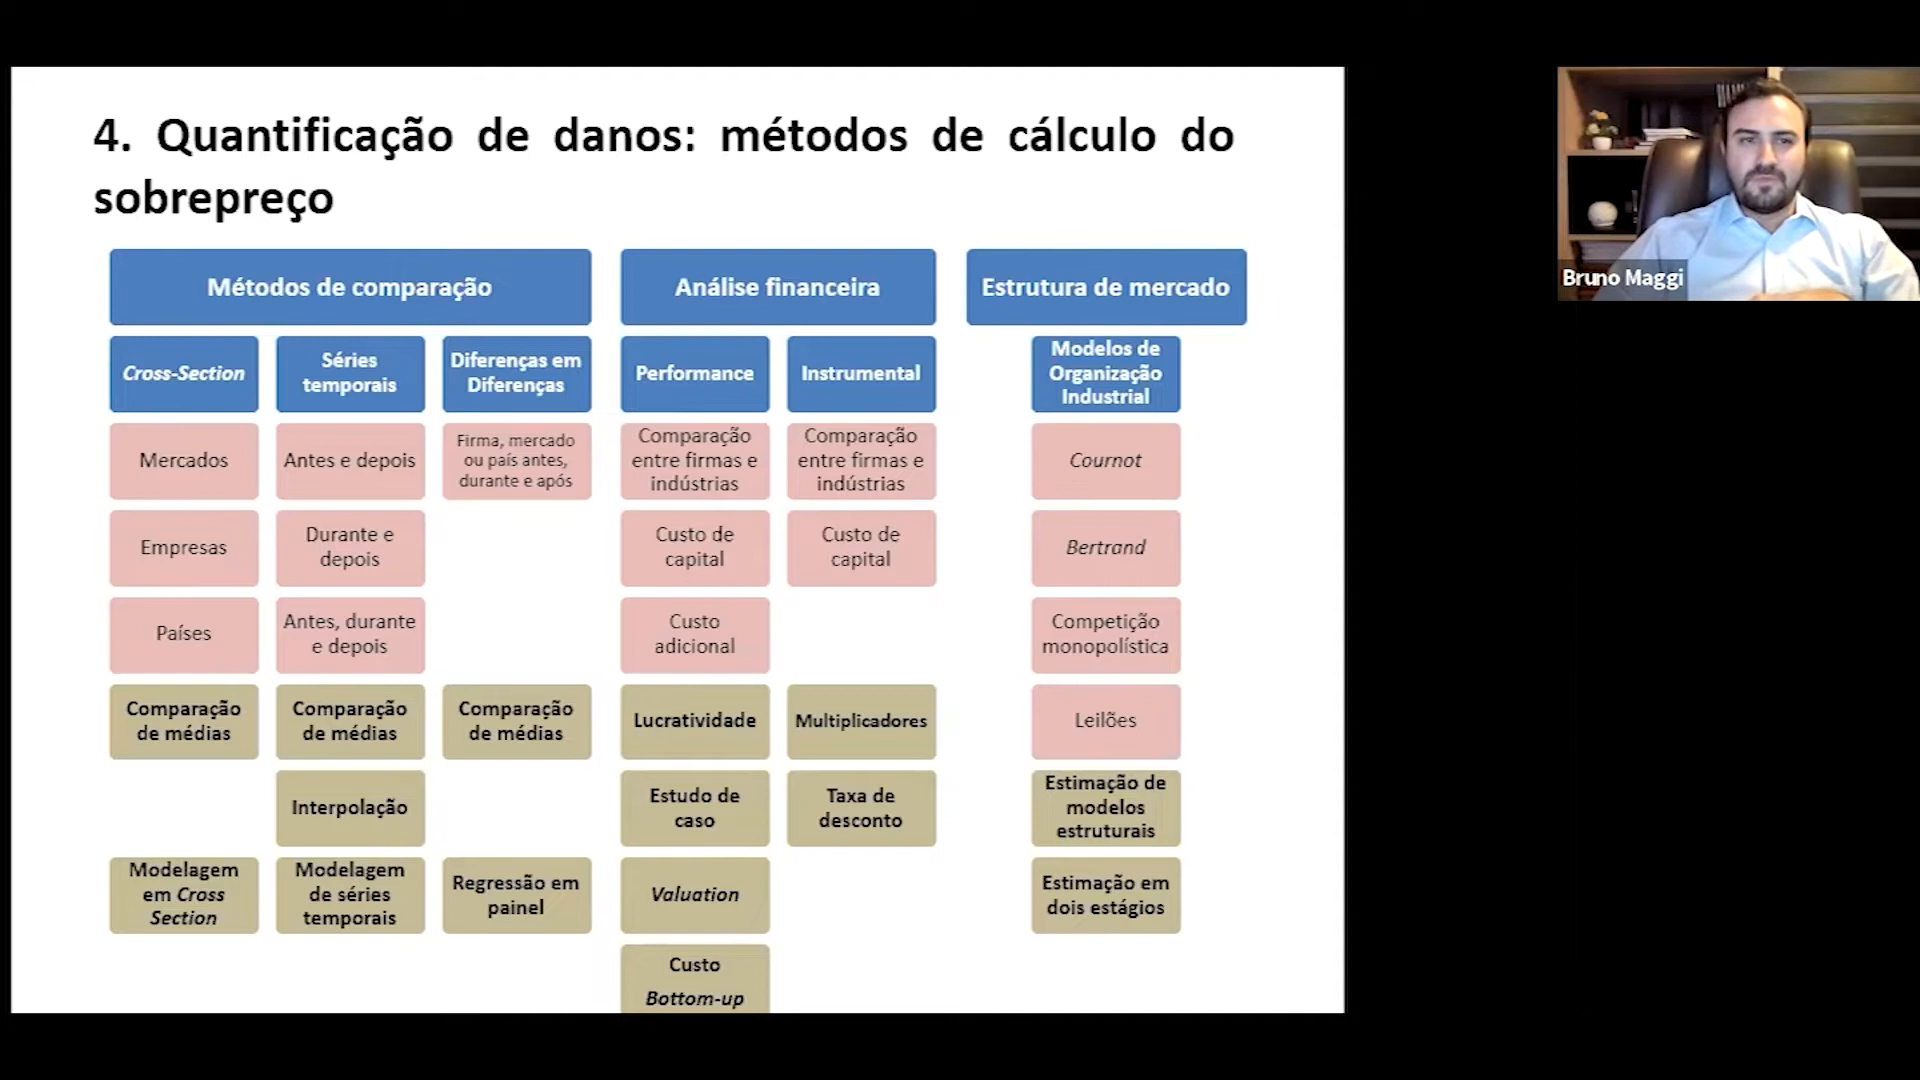 4. Quantificação de danos: métodos de cálculo do
sobrepreço
Métodos de comparação
Análise financeira
Estrutura de mercado
Cross-Section
Séries
temporais
Diferenças em
Diferenças
Performance
Instrumental
Modelos de
Organização
Industrial
Mercados
Antes e depois
Firma, mercado
ou país antes,
durante e após
Comparação
entre firmas e
indústrias
Comparação
entre firmas e
indústrias
Cournot
Empresas
Durante e
depois
Custo de
capital
Custo de
capital
Bertrand
Países
Antes, durante
e depois
Custo
adicional
Competição
monopolística
Comparação
de médias
Comparação
de médias
Comparação
de médias
Lucratividade
Multiplicadores
Leilões
Interpolação
Estudo de
caso
Taxa de
desconto
Estimação de
modelos
estruturais
Modelagem
em Cross
Section
Modelagem
de séries
temporais
Regressão em
painel
Valuation
Estimação em
dois estágios
Custo
Bottom-up
Bruno Maggi